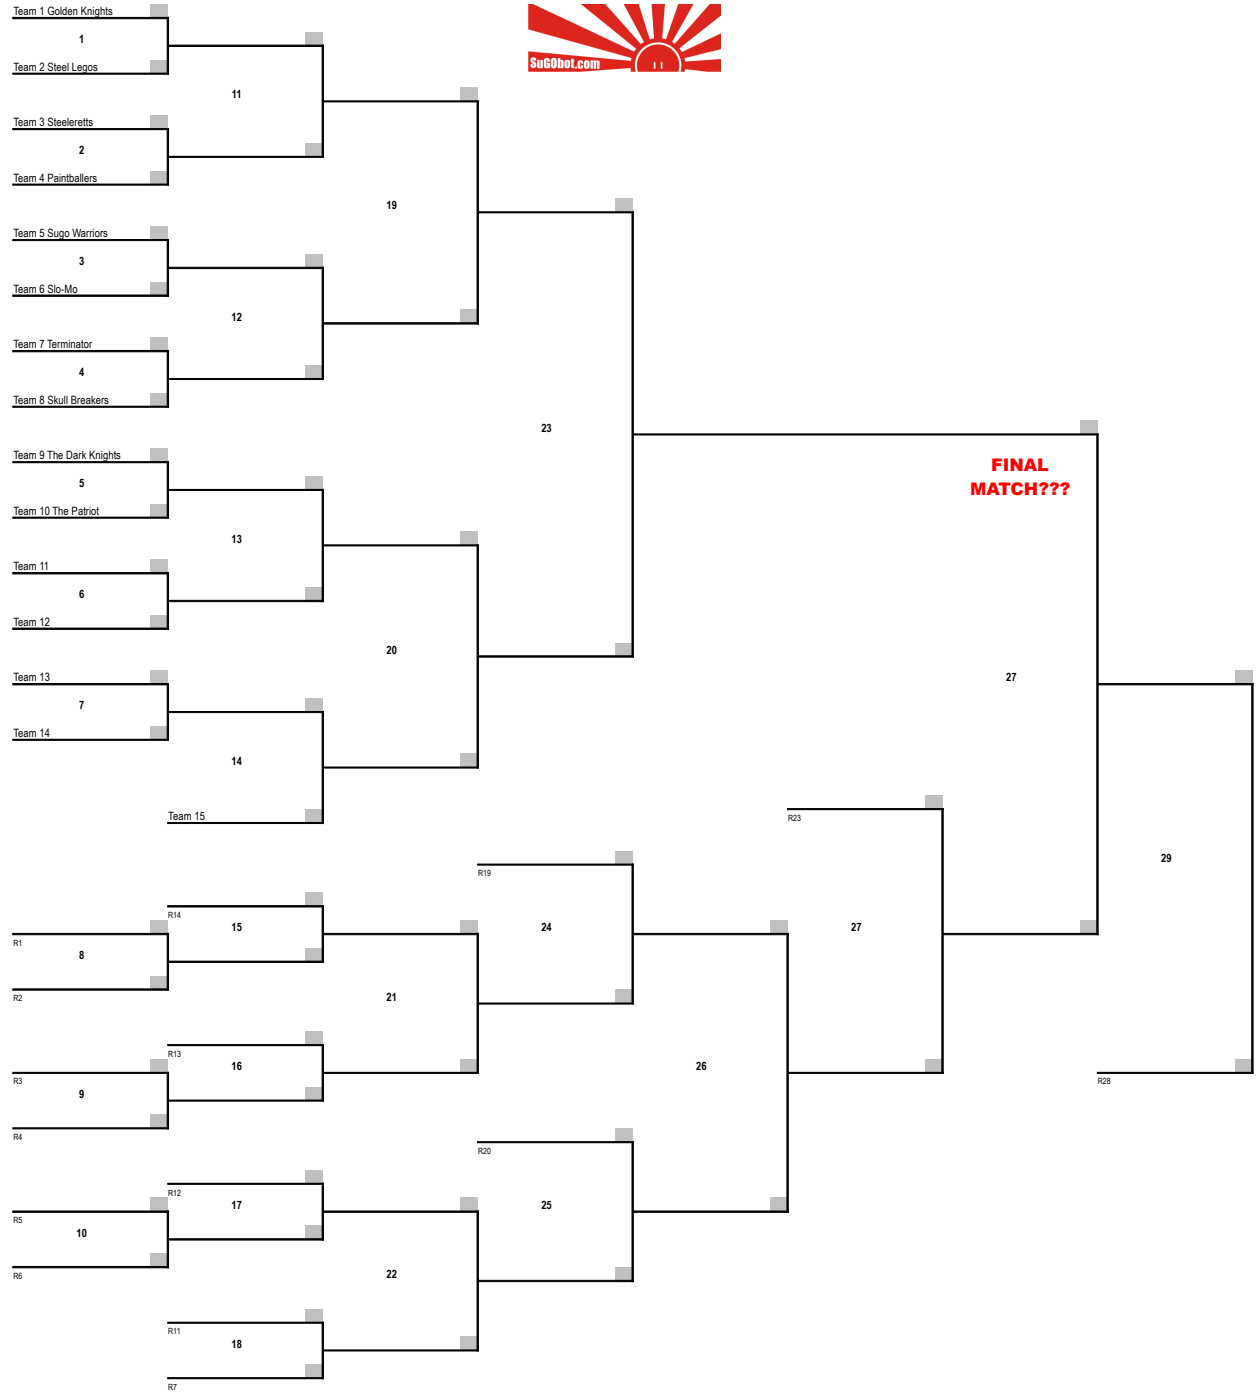 Team 1 Golden Knights
1
Team 2 Steel Legos
SuGObot.com
11
Team 3 Steeleretts
2
Team 4 Paintballers
19
Team 5 Sugo Warriors
3
Team 6 Slo-Mo
12
Team 7 Terminator
4
Team 8 Skull Breakers
23
Team 9 The Dark Knights
5
Team 10 The Patriot
FINAL
MATCH???
13
Team 11
6
Team 12
20
Team 13
7
Team 14
27
14
Team 15
R23
29
R19
R14
15
24
27
R1
8
R2
21
R13
16
26
R3
9
R4
R28
R20
R12
17
25
R5
10
R6
22
R11
18
R7